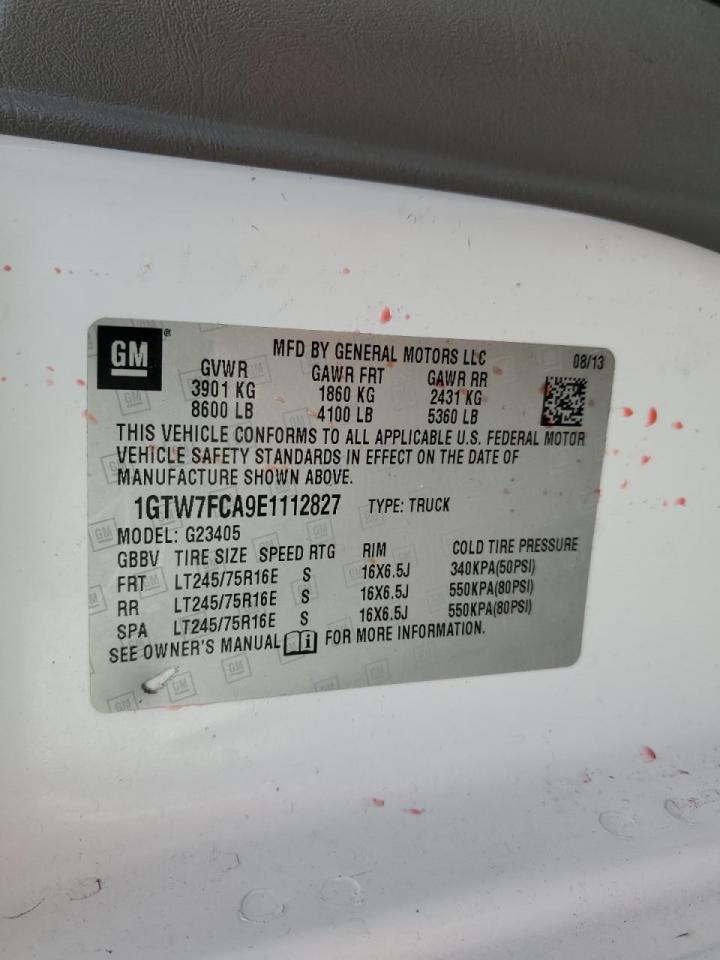 GM ®
MFD BY GENERAL MOTORS LLC 08/13
GVWR GAWR FRT GAWR RR
3901 KG 1860 KG 2431 KG
8600 LB 4100 LB 5360 LB
THIS VEHICLE CONFORMS TO ALL APPLICABLE U.S. FEDERAL MOTOR
VEHICLE SAFETY STANDARDS IN EFFECT ON THE DATE OF
MANUFACTURE SHOWN ABOVE.
1GTW7FCA9E1112827 TYPE: TRUCK
MODEL: G23405
GBBV TIRE SIZE SPEED RTG RIM COLD TIRE PRESSURE
FRT LT245/75R16E S 16X6.5J 340KPA(50PSI)
RR LT245/75R16E S 16X6.5J 550KPA(80PSI)
SPA LT245/75R16E S 16X6.5J 550KPA(80PSI)
SEE OWNER'S MANUAL i FOR MORE INFORMATION.